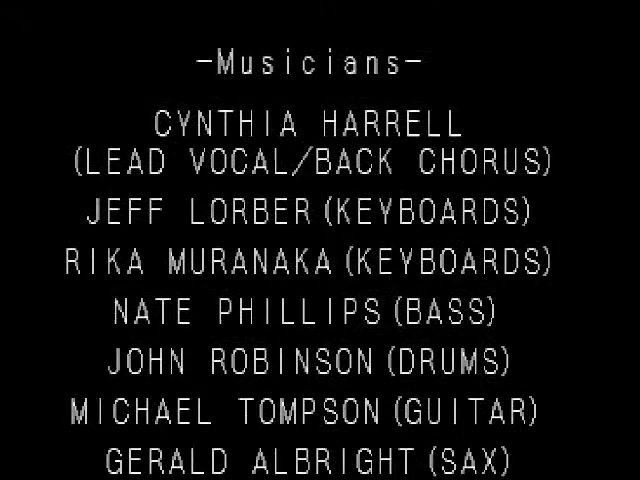 -Musicians-
CYNTHIA HARRELL
(LEAD VOCAL/BACK CHORUS)
JEFF LORBER(KEYBOARDS)
RIKA MURANAKA(KEYBOARDS)
NATE PHILLIPS(BASS)
JOHN ROBINSON(DRUMS)
MICHAEL TOMPSON(GUITAR)
GERALD ALBRIGHT(SAX)